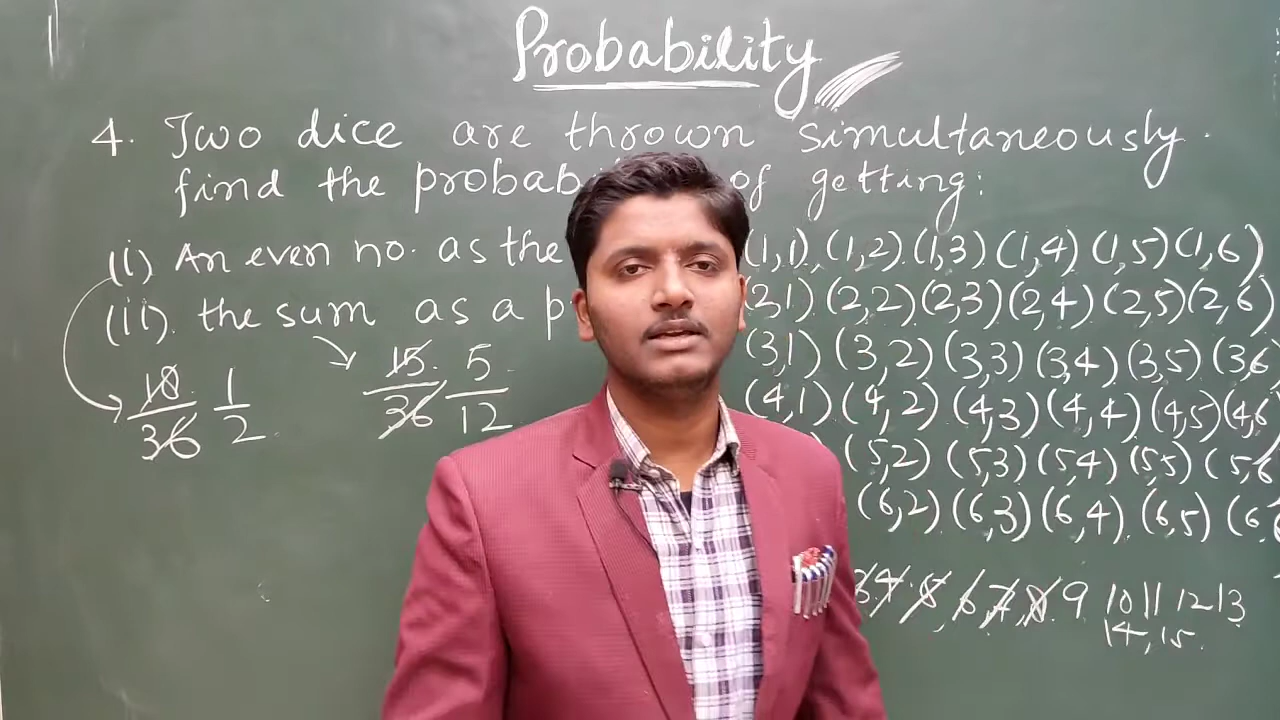 Probability
4. Two dice are thrown simultaneously.
find the probab of getting:
(i) An even no. as the (1,1) (1,2) (1,3) (1,4) (1,5) (1,6)
(ii). the sum as a p 2,1) (2,2) (2,3) (2,4) (2,5) (2,6)
(3,1) (3,2) (3,3) (3,4) (3,5) (3,6
(4,1) (4,2) (4,3) (4,4) (4,5) (4,6
18/36 1/2 15/36 5/12
) (5,2) (5,3) (5,4) (5,5) (5,6
(6,2) (6,3) (6,4) (6,5) (6,
9 10 11 12 13
14, 15.